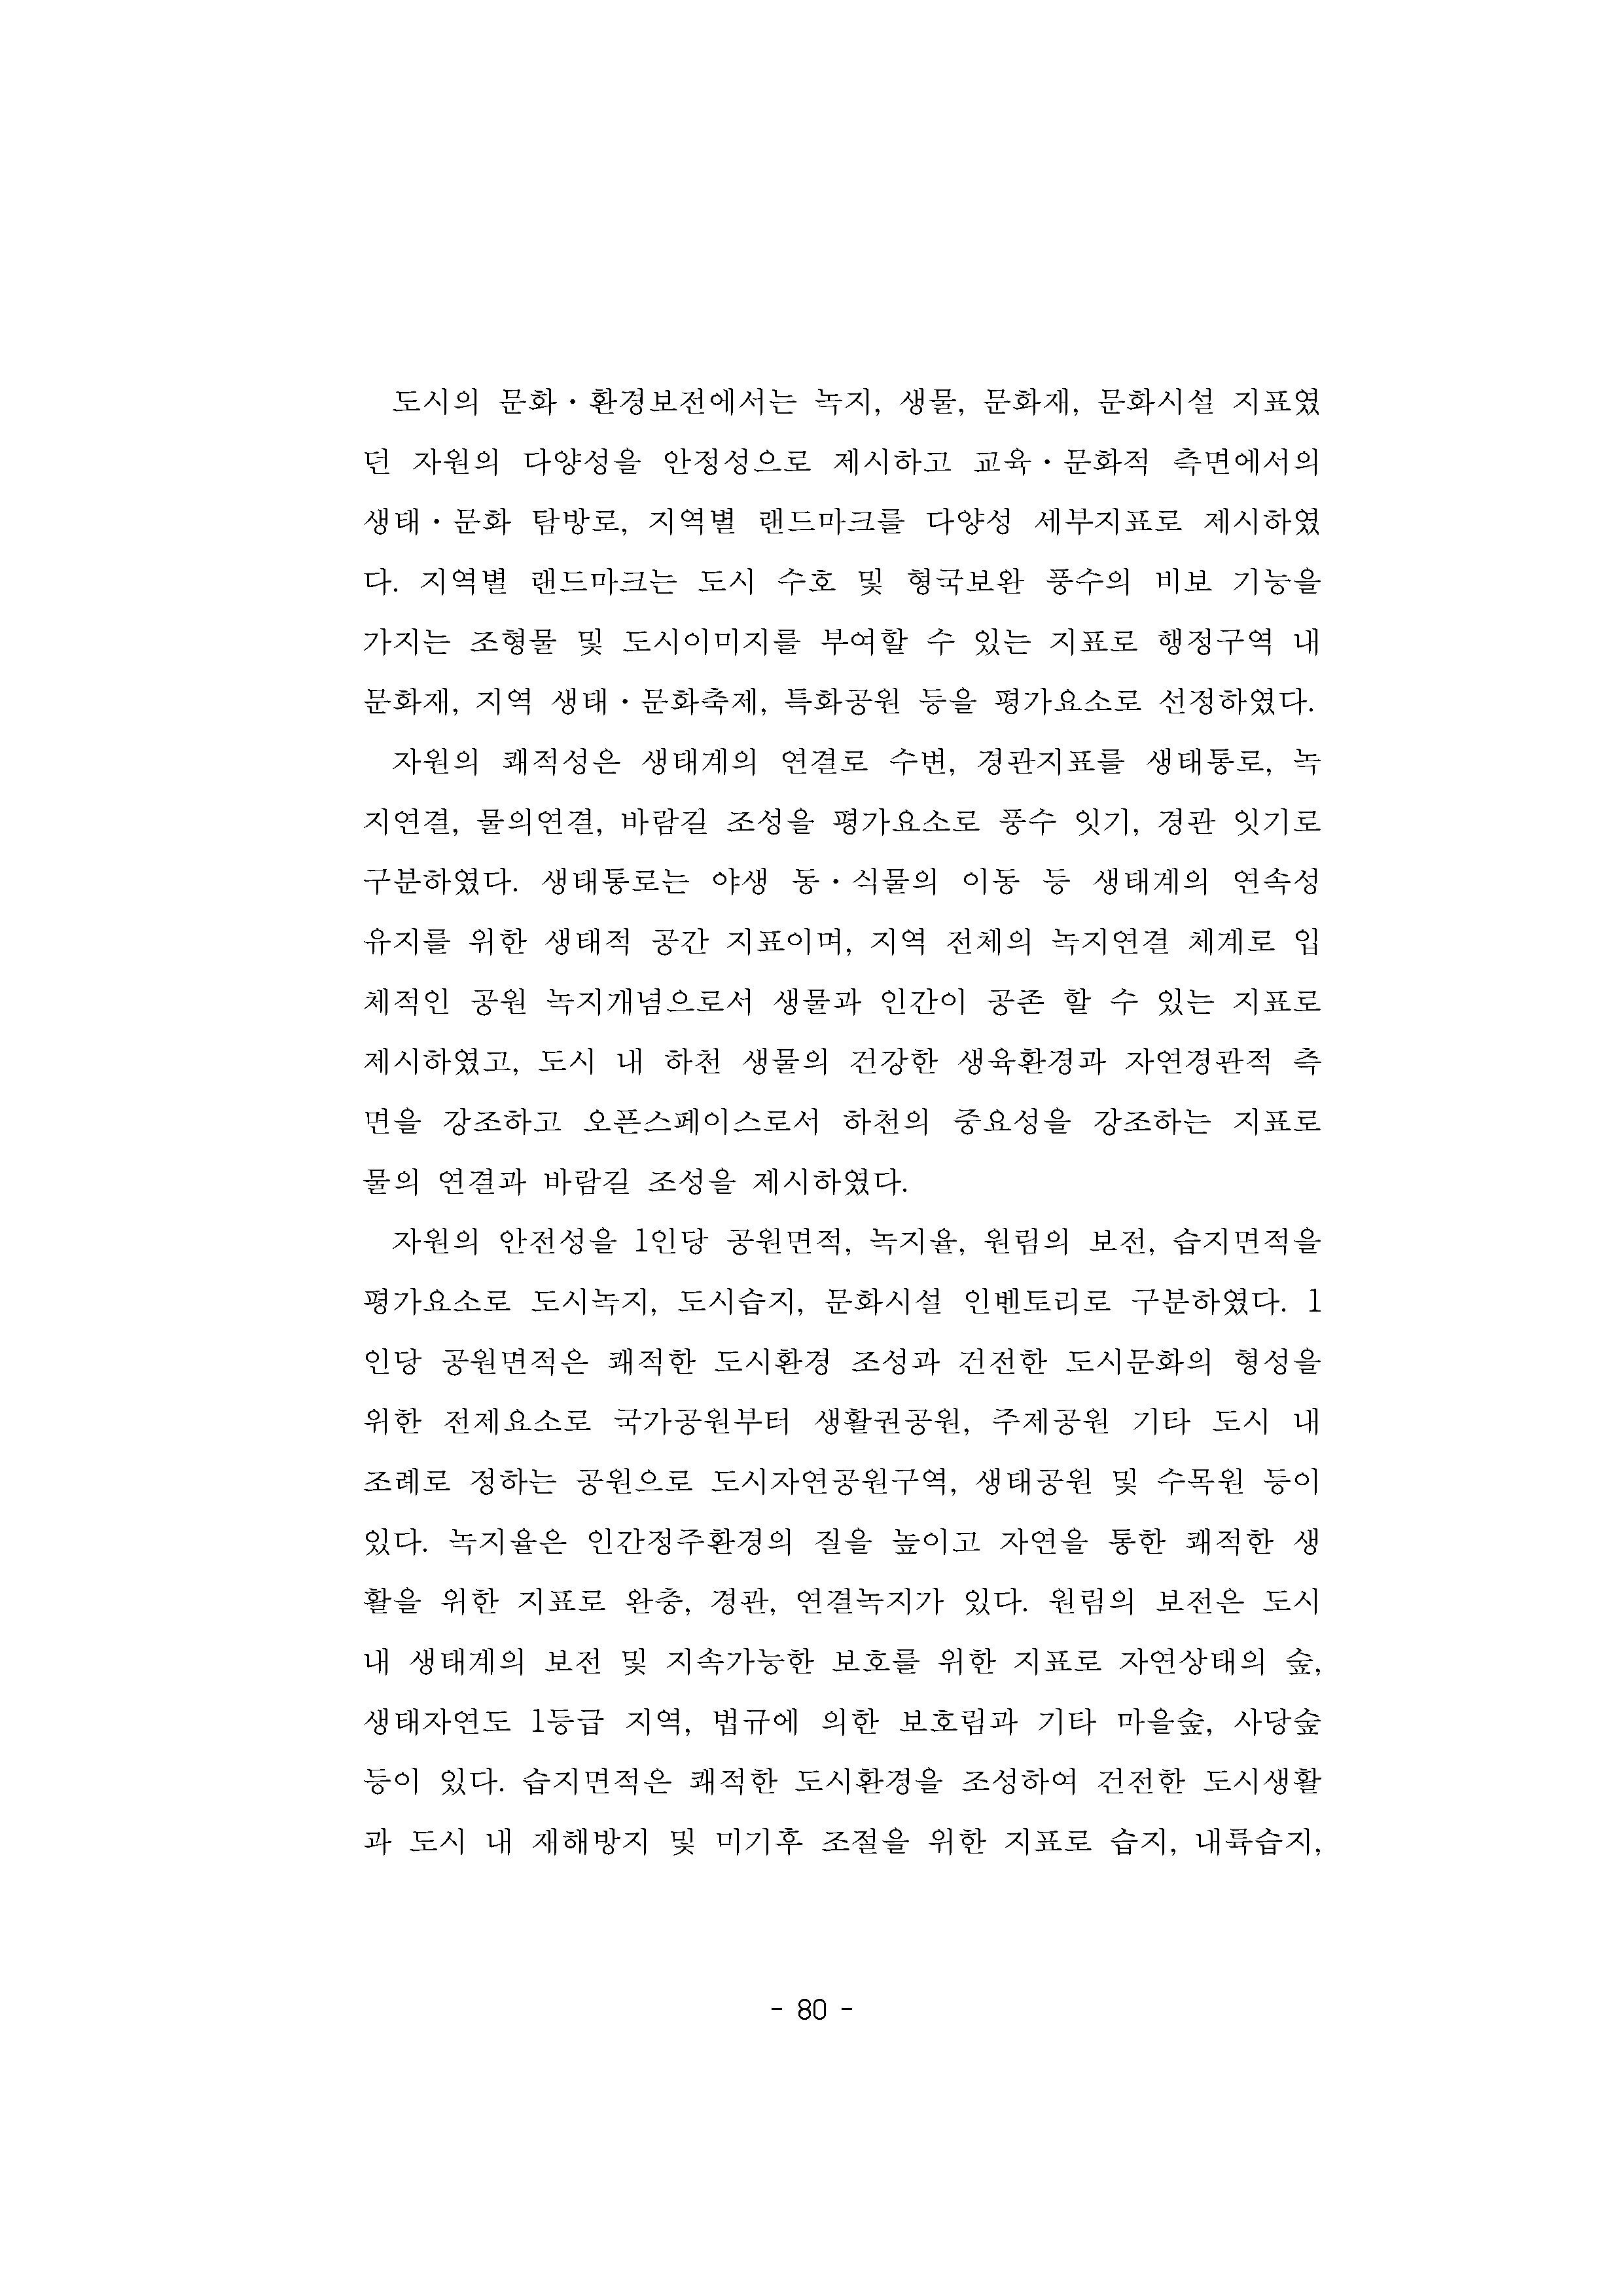 도시의 문화・환경보전에서는 녹지, 생물, 문화재, 문화시설 지표였
던 자원의 다양성을 안정성으로 제시하고 교육・문화적 측면에서의
생태・문화 탐방로, 지역별 랜드마크를 다양성 세부지표로 제시하였
다. 지역별 랜드마크는 도시 수호 및 형국보완 풍수의 비보 기능을
가지는 조형물 및 도시이미지를 부여할 수 있는 지표로 행정구역 내
문화재, 지역 생태・문화축제, 특화공원 등을 평가요소로 선정하였다.
자원의 쾌적성은 생태계의 연결로 수변, 경관지표를 생태통로, 녹
지연결, 물의연결, 바람길 조성을 평가요소로 풍수 잇기, 경관 잇기로
구분하였다. 생태통로는 야생 동・식물의 이동 등 생태계의 연속성
유지를 위한 생태적 공간 지표이며, 지역 전체의 녹지연결 체계로 입
체적인 공원 녹지개념으로서 생물과 인간이 공존 할 수 있는 지표로
제시하였고, 도시 내 하천 생물의 건강한 생육환경과 자연경관적 측
면을 강조하고 오픈스페이스로서 하천의 중요성을 강조하는 지표로
물의 연결과 바람길 조성을 제시하였다.
자원의 안전성을 1인당 공원면적, 녹지율, 원림의 보전, 습지면적을
평가요소로 도시녹지, 도시습지, 문화시설 인벤토리로 구분하였다. 1
인당 공원면적은 쾌적한 도시환경 조성과 건전한 도시문화의 형성을
위한 전제요소로 국가공원부터 생활권공원, 주제공원 기타 도시 내
조례로 정하는 공원으로 도시자연공원구역, 생태공원 및 수목원 등이
있다. 녹지율은 인간정주환경의 질을 높이고 자연을 통한 쾌적한 생
활을 위한 지표로 완충, 경관, 연결녹지가 있다. 원림의 보전은 도시
내 생태계의 보전 및 지속가능한 보호를 위한 지표로 자연상태의 숲,
생태자연도 1등급 지역, 법규에 의한 보호림과 기타 마을숲, 사당숲
등이 있다. 습지면적은 쾌적한 도시환경을 조성하여 건전한 도시생활
과 도시 내 재해방지 및 미기후 조절을 위한 지표로 습지, 내륙습지,
- 80 -